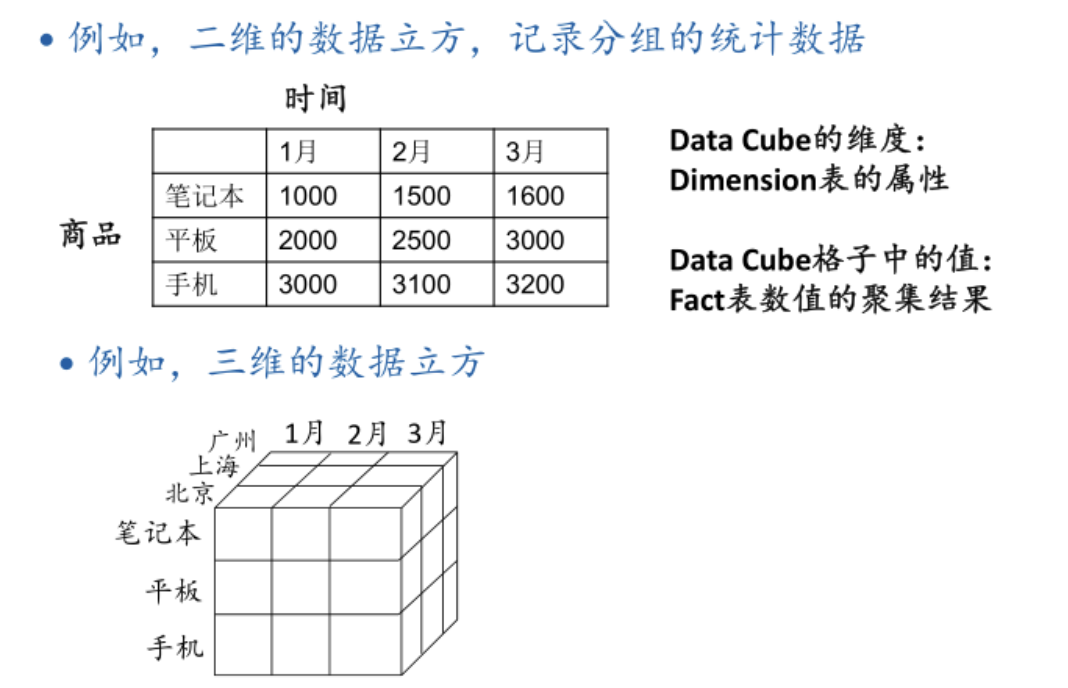 • 例如，二维的数据立方，记录分组的统计数据
时间
1月 2月 3月
笔记本 1000 1500 1600
商品
平板 2000 2500 3000
手机 3000 3100 3200
Data Cube的维度：
Dimension表的属性
Data Cube格子中的值：
Fact表数值的聚集结果
• 例如，三维的数据立方
广州 1月 2月 3月
上海
北京
笔记本
平板
手机